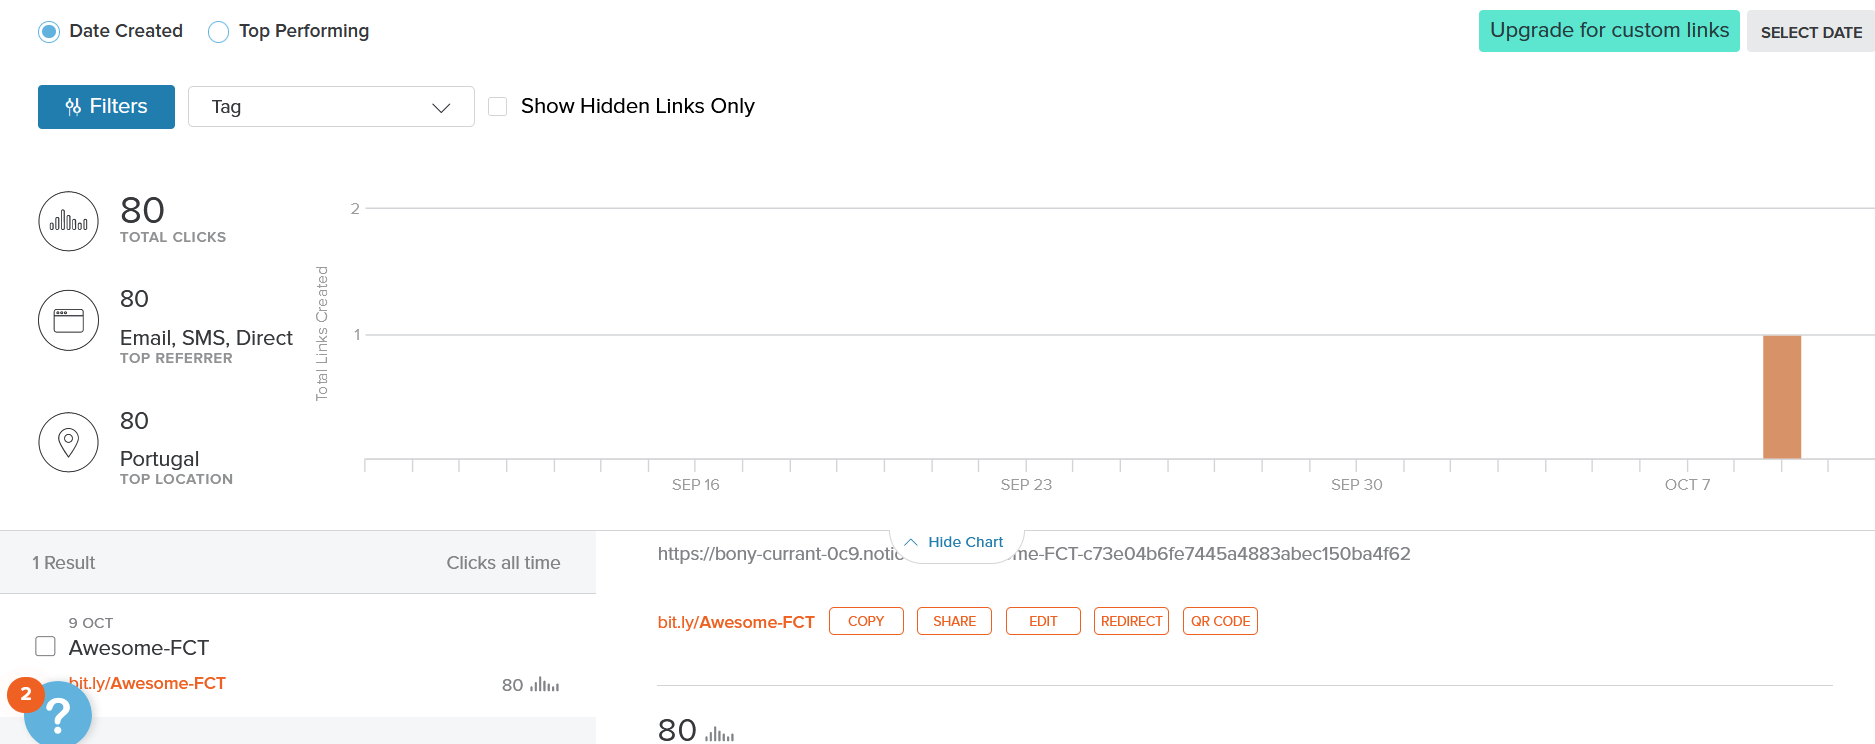 Date Created
Top Performing
Upgrade for custom links
SELECT DATE
Filters
Tag
Show Hidden Links Only
80
TOTAL CLICKS
80
Email, SMS, Direct
TOP REFERRER
80
Portugal
TOP LOCATION
Total Links Created
2
1
SEP 16
SEP 23
SEP 30
OCT 7
Hide Chart
1 Result
Clicks all time
9 OCT
Awesome-FCT
bit.ly/Awesome-FCT
80
2
?
https://bony-currant-0c9.notic me-FCT-c73e04b6fe7445a4883abec150ba4f62
bit.ly/Awesome-FCT
COPY
SHARE
EDIT
REDIRECT
QR CODE
80